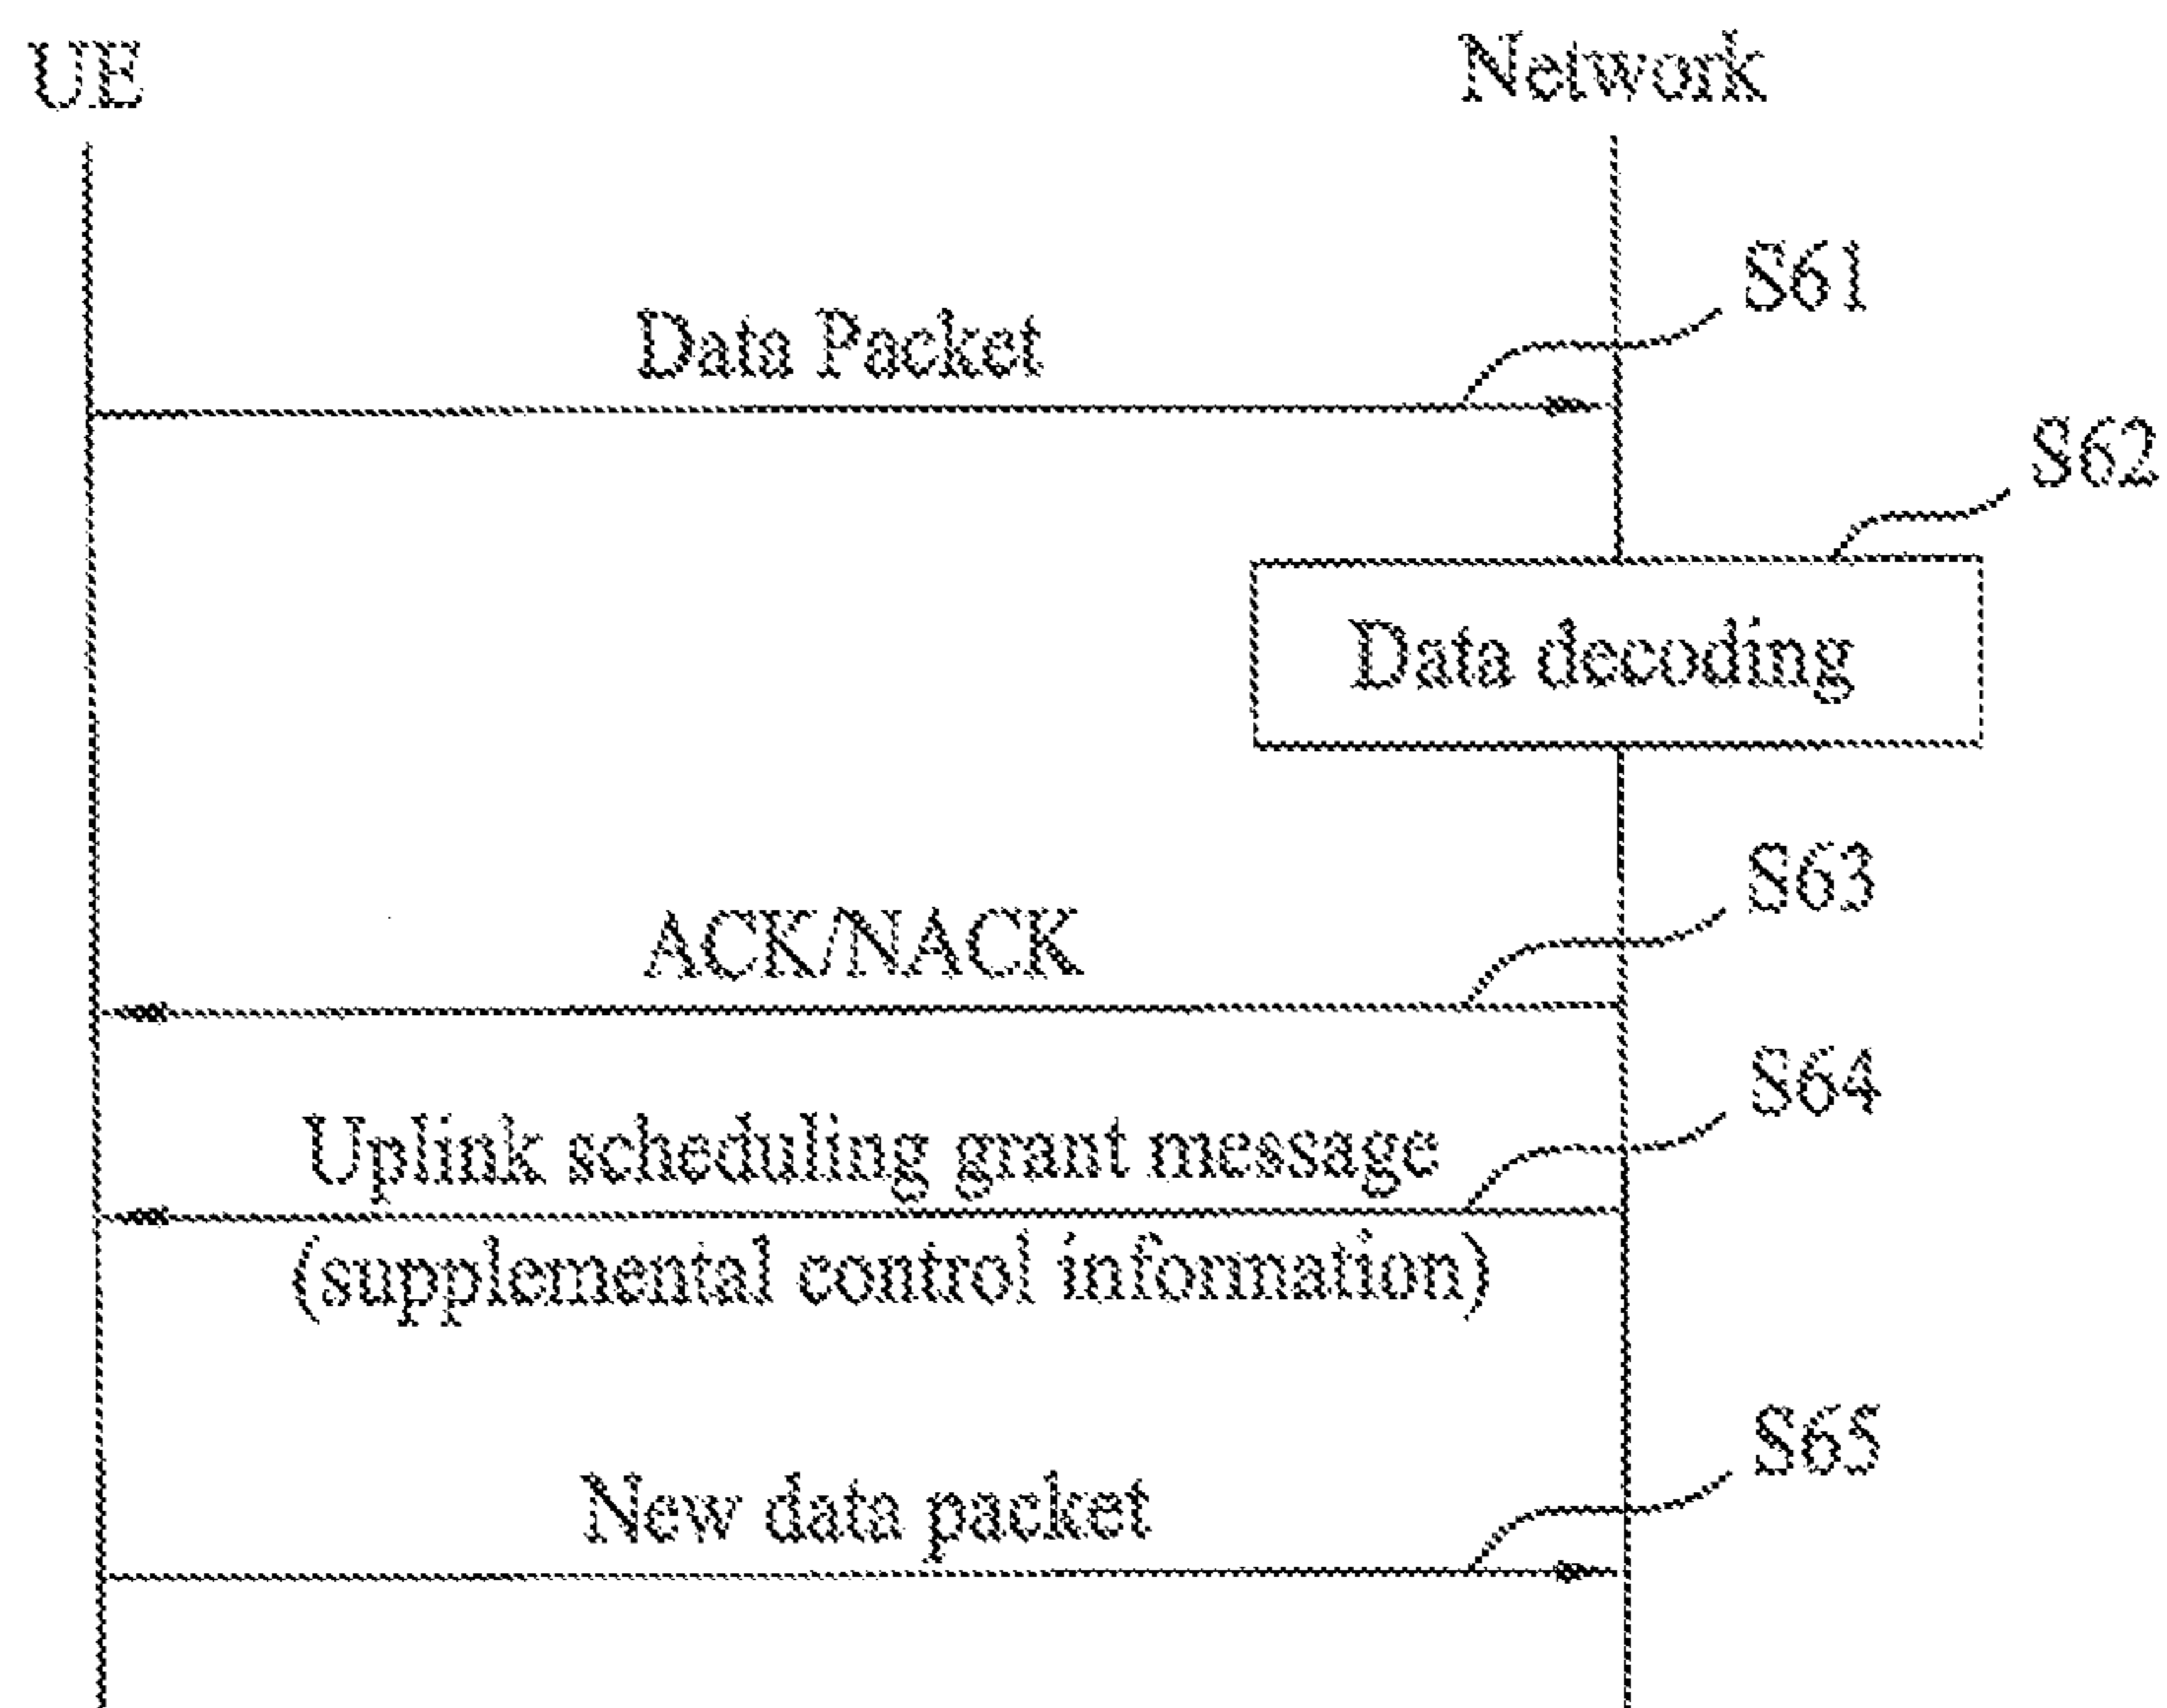 UE
Network
S61
Data Packet
S62
Data decoding
S63
ACK/NACK
S64
Uplink scheduling grant message
(supplemental control information)
S65
New data packet